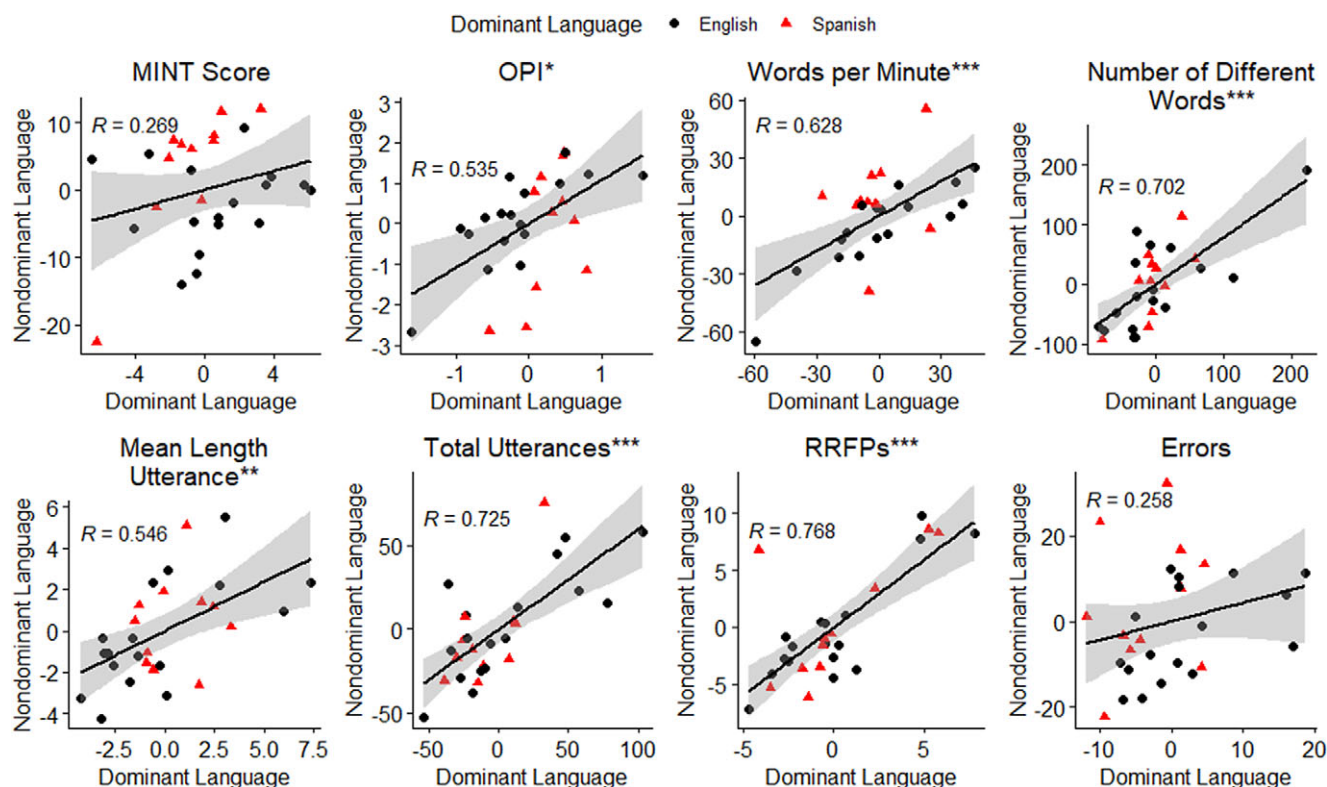 Dominant Language ● English ▲ Spanish
MINT Score
R = 0.269
10
0
-10
-20
-4 0 4
Nondominant Language
Dominant Language
OPI*
R = 0.535
3
2
1
0
-1
-2
-3
-1 0 1
Nondominant Language
Dominant Language
Words per Minute***
R = 0.628
60
30
0
-30
-60
-60 -30 0 30
Nondominant Language
Dominant Language
Number of Different
Words***
R = 0.702
200
100
0
-100
0 100 200
Nondominant Language
Dominant Language
Mean Length
Utterance**
R = 0.546
6
4
2
0
-2
-4
-2.5 0.0 2.5 5.0 7.5
Nondominant Language
Dominant Language
Total Utterances***
R = 0.725
50
0
-50
-50 0 50 100
Nondominant Language
Dominant Language
RRFPs***
R = 0.768
10
5
0
-5
-5 0 5
Nondominant Language
Dominant Language
Errors
R = 0.258
20
0
-20
-10 0 10 20
Nondominant Language
Dominant Language